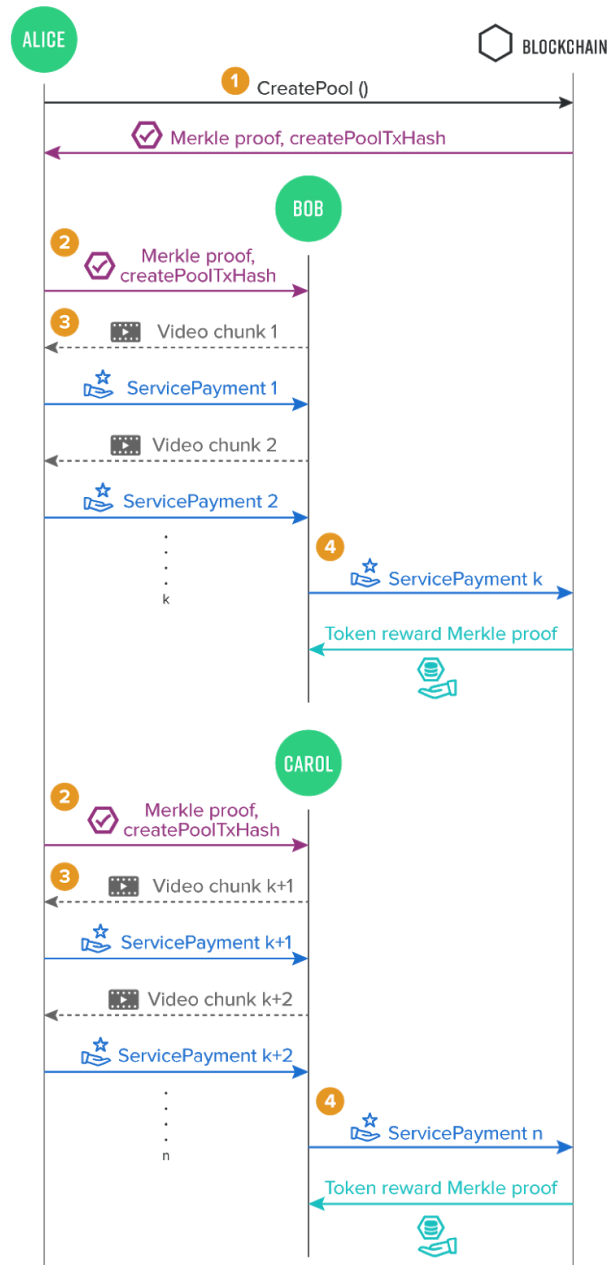 ALICE
BLOCKCHAIN
1
CreatePool ()
Merkle proof, createPoolTxHash
BOB
2
Merkle proof,
createPoolTxHash
3
Video chunk 1
ServicePayment 1
Video chunk 2
ServicePayment 2
4
ServicePayment k
k
Token reward Merkle proof
CAROL
2
Merkle proof,
createPoolTxHash
3
Video chunk k+1
ServicePayment k+1
Video chunk k+2
ServicePayment k+2
4
ServicePayment n
n
Token reward Merkle proof